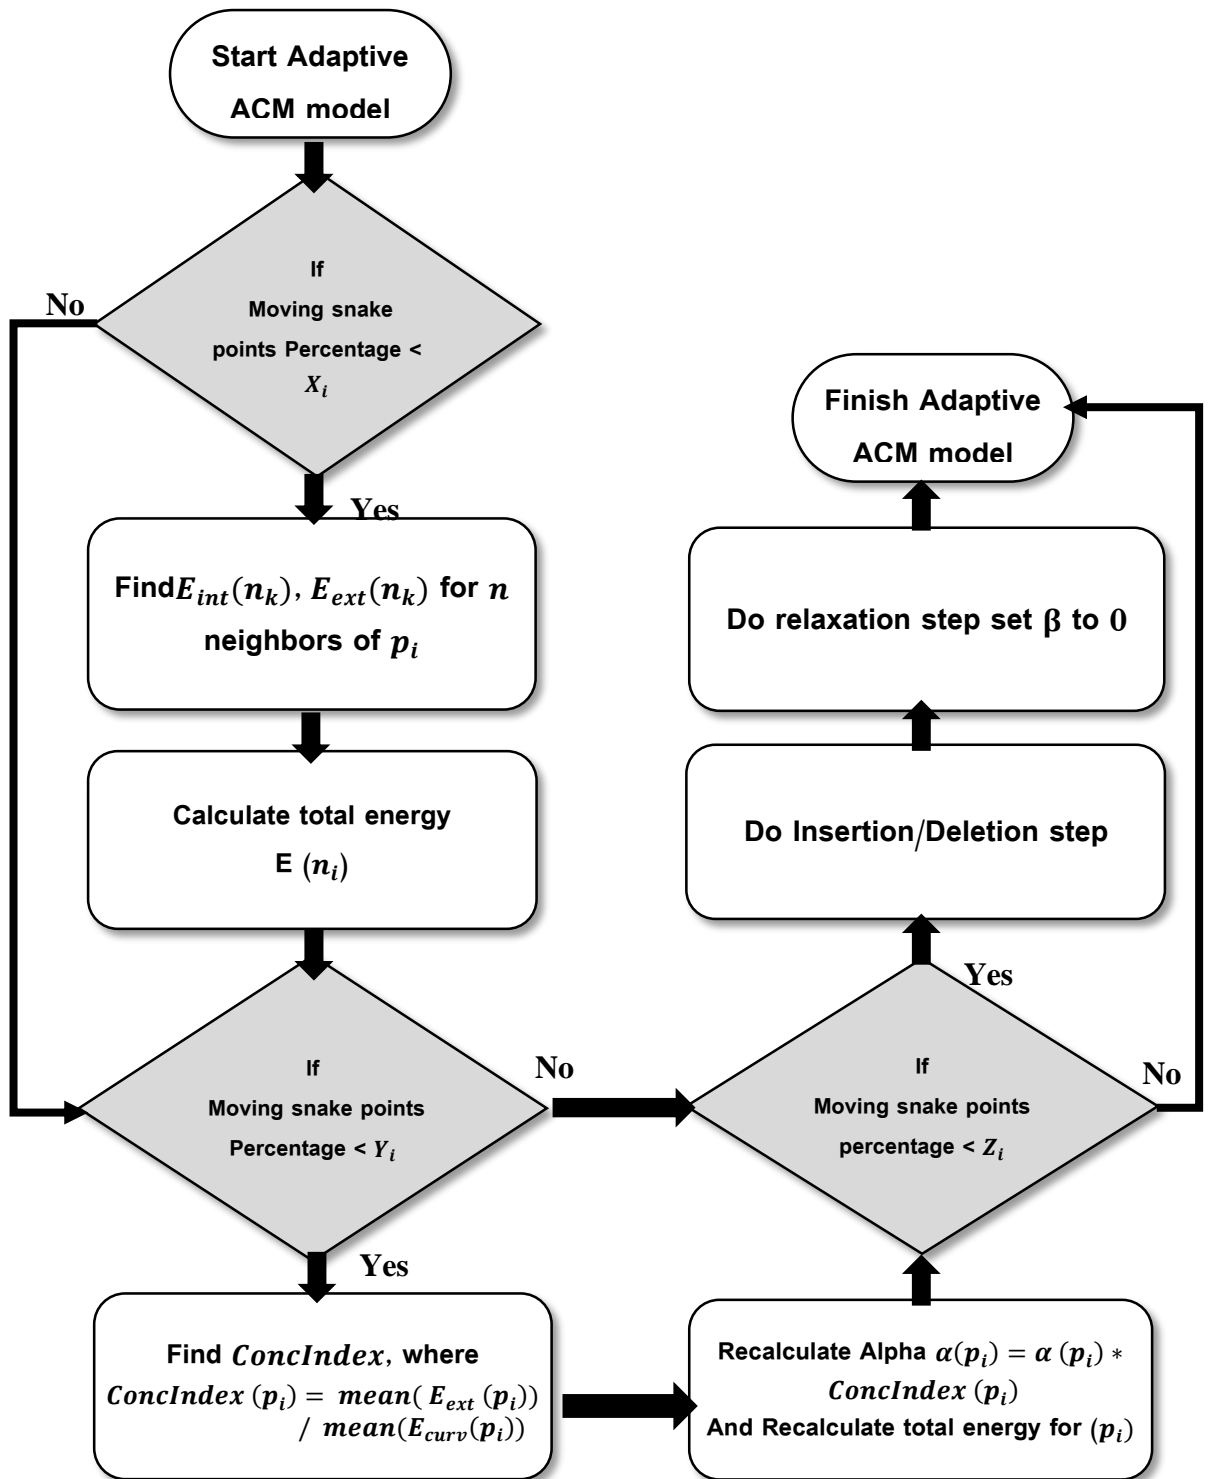 Start Adaptive
ACM model
If
Moving snake
points Percentage <
X_i
No
Yes
Find E_int(n_k), E_ext(n_k) for n
neighbors of p_i
Calculate total energy
E (n_i)
If
Moving snake points
Percentage < Y_i
No
Yes
Find ConcIndex, where
ConcIndex (p_i) = mean( E_ext (p_i))
/ mean(E_curv(p_i))
Recalculate Alpha α(p_i) = α (p_i) *
ConcIndex (p_i)
And Recalculate total energy for (p_i)
If
Moving snake points
percentage < Z_i
No
Yes
Do Insertion/Deletion step
Do relaxation step set β to 0
Finish Adaptive
ACM model